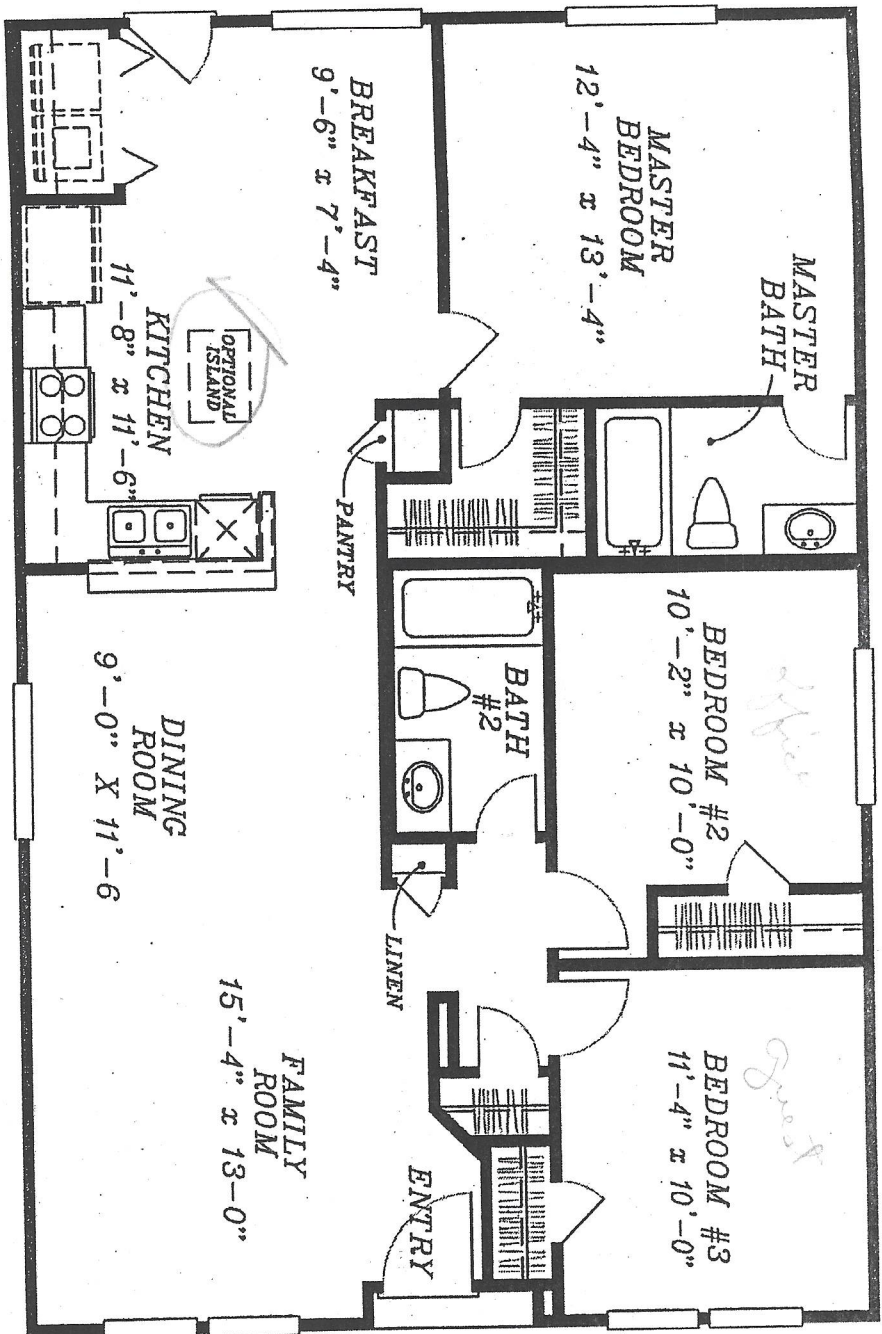 MASTER
BATH
MASTER
BEDROOM
12'-4" x 13'-4"
office
BEDROOM #2
10'-2" x 10'-0"
Guest
BEDROOM #3
11'-4" x 10'-0"
BATH
#2
BREAKFAST
9'-6" x 7'-4"
PANTRY
LINEN
ENTRY
OPTIONAL
ISLAND
KITCHEN
11'-8" x 11'-6"
DINING
ROOM
9'-0" X 11'-6
FAMILY
ROOM
15'-4" x 13-0"